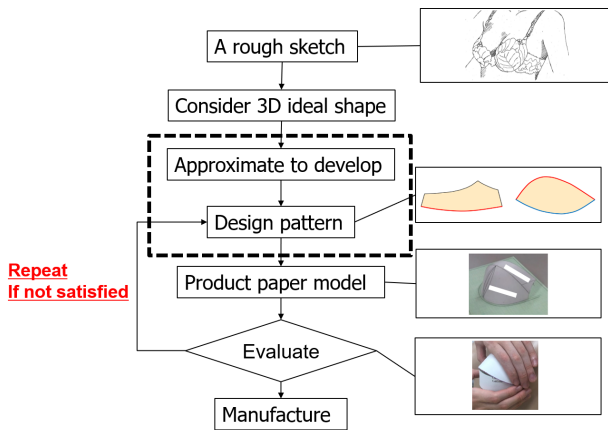 A rough sketch
Consider 3D ideal shape
Approximate to develop
Design pattern
Repeat
If not satisfied
Product paper model
Evaluate
Manufacture